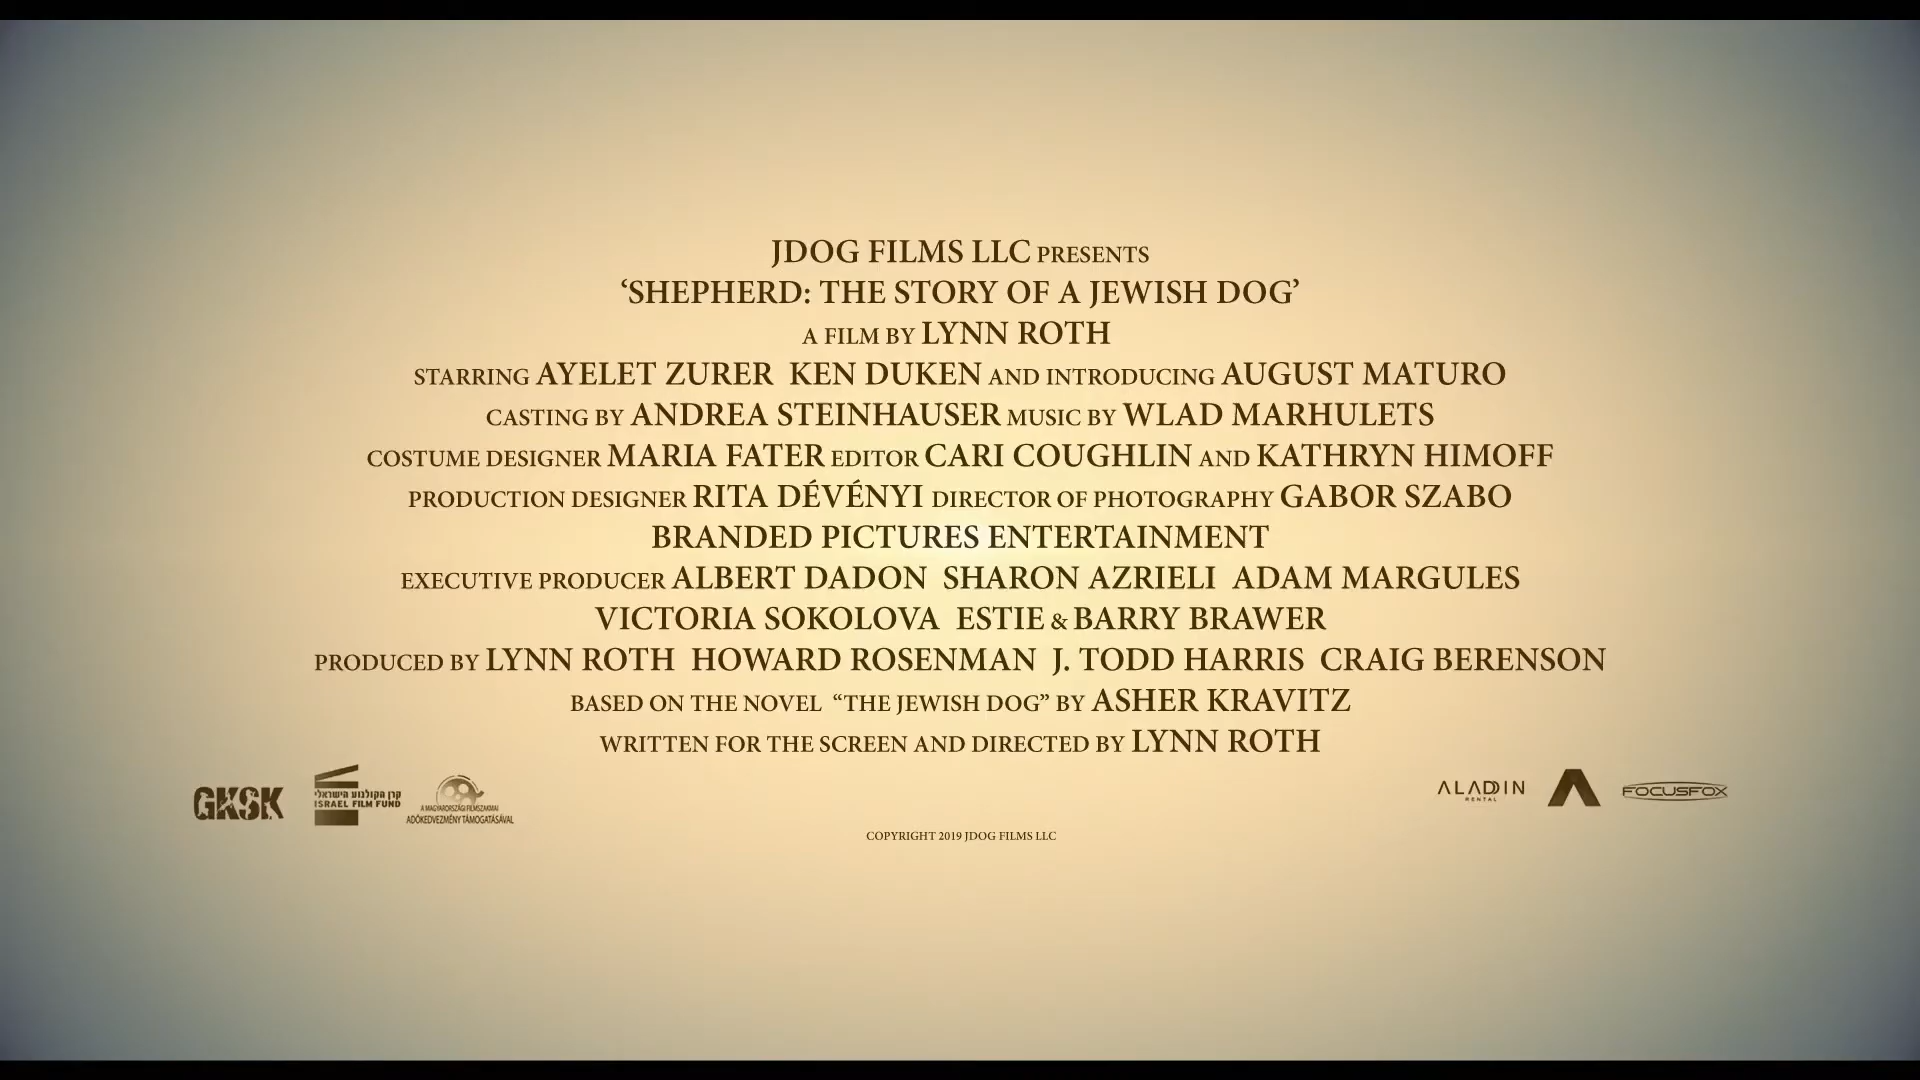 JDOG FILMS LLC PRESENTS
‘SHEPHERD: THE STORY OF A JEWISH DOG’
A FILM BY LYNN ROTH
STARRING AYELET ZURER KEN DUKEN AND INTRODUCING AUGUST MATURO
CASTING BY ANDREA STEINHAUSER MUSIC BY WLAD MARHULETS
COSTUME DESIGNER MARIA FATER EDITOR CARI COUGHLIN AND KATHRYN HIMOFF
PRODUCTION DESIGNER RITA DÉVÉNYI DIRECTOR OF PHOTOGRAPHY GABOR SZABO
BRANDED PICTURES ENTERTAINMENT
EXECUTIVE PRODUCER ALBERT DADON SHARON AZRIELI ADAM MARGULES
VICTORIA SOKOLOVA ESTIE & BARRY BRAWER
PRODUCED BY LYNN ROTH HOWARD ROSENMAN J. TODD HARRIS CRAIG BERENSON
BASED ON THE NOVEL “THE JEWISH DOG” BY ASHER KRAVITZ
WRITTEN FOR THE SCREEN AND DIRECTED BY LYNN ROTH
GKSK
קרן הקולנוע הישראלי
ISRAEL FILM FUND
A MAGYARORSZÁGI FILMSZAKMAI
ADÓKEDVEZMÉNY TÁMOGATÁSÁVAL
ALADDIN
RENTAL
FOCUSFOX
COPYRIGHT 2019 JDOG FILMS LLC